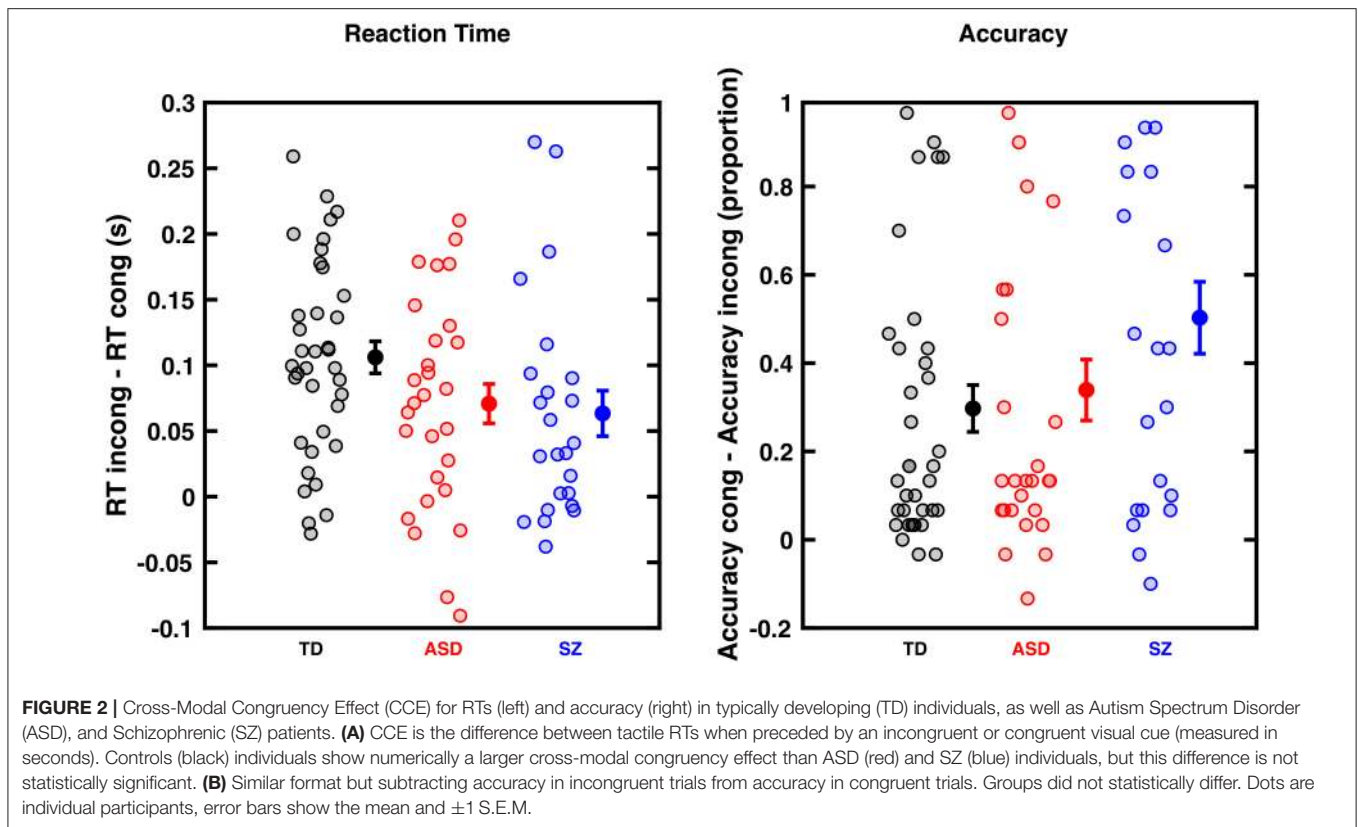 Reaction Time
Accuracy
RT incong - RT cong (s)
0.3
0.25
0.2
0.15
0.1
0.05
0
-0.05
-0.1
TD
ASD
SZ
Accuracy cong - Accuracy incong (proportion)
1
0.8
0.6
0.4
0.2
0
-0.2
TD
ASD
SZ
FIGURE 2 | Cross-Modal Congruency Effect (CCE) for RTs (left) and accuracy (right) in typically developing (TD) individuals, as well as Autism Spectrum Disorder
(ASD), and Schizophrenic (SZ) patients. (A) CCE is the difference between tactile RTs when preceded by an incongruent or congruent visual cue (measured in
seconds). Controls (black) individuals show numerically a larger cross-modal congruency effect than ASD (red) and SZ (blue) individuals, but this difference is not
statistically significant. (B) Similar format but subtracting accuracy in incongruent trials from accuracy in congruent trials. Groups did not statistically differ. Dots are
individual participants, error bars show the mean and ±1 S.E.M.